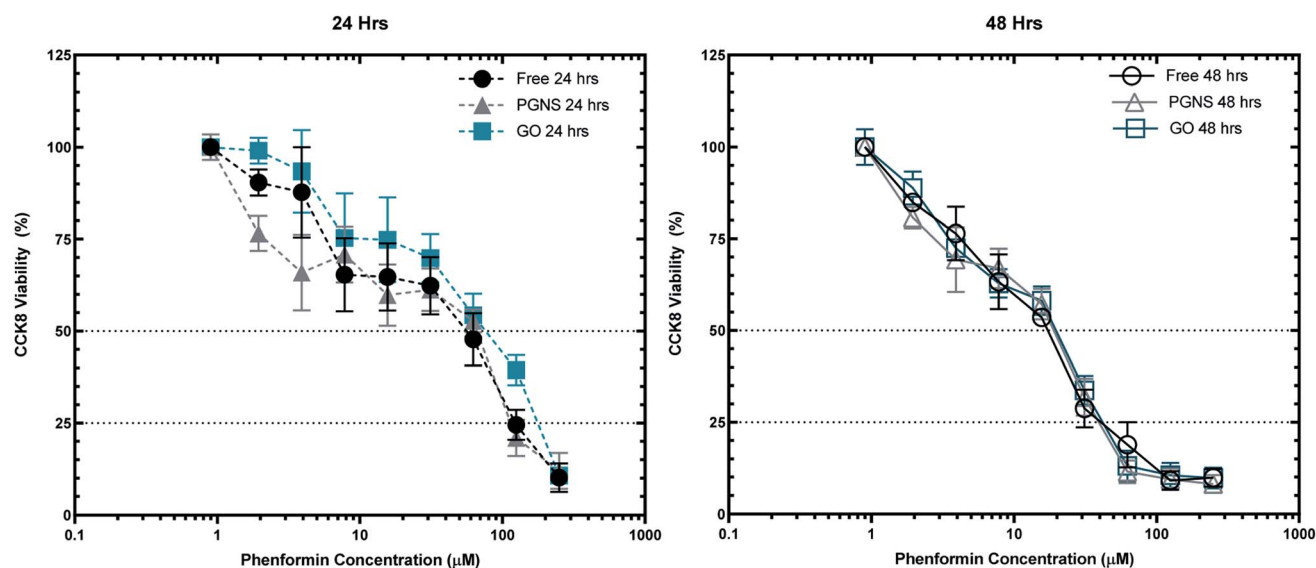 24 Hrs
125
100
75
50
25
0
0.1
1
10
100
1000
CCK8 Viability (%)
Phenformin Concentration (μM)
Free 24 hrs
PGNS 24 hrs
GO 24 hrs
48 Hrs
125
100
75
50
25
0
0.1
1
10
100
1000
CCK8 Viability (%)
Phenformin Concentration (μM)
Free 48 hrs
PGNS 48 hrs
GO 48 hrs